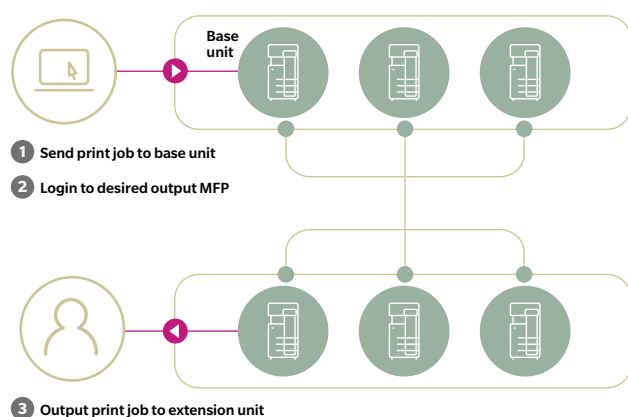 Base
unit
1 Send print job to base unit
2 Login to desired output MFP
3 Output print job to extension unit